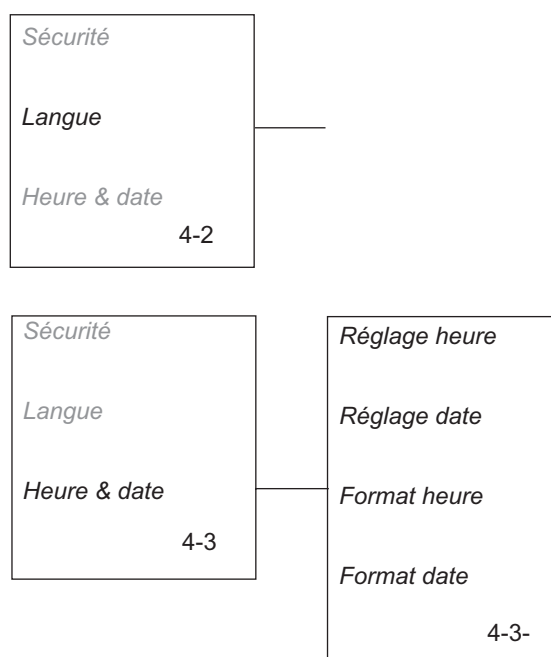 Sécurité
Langue
Heure & date
4-2
Sécurité
Langue
Heure & date
4-3
Réglage heure
Réglage date
Format heure
Format date
4-3-